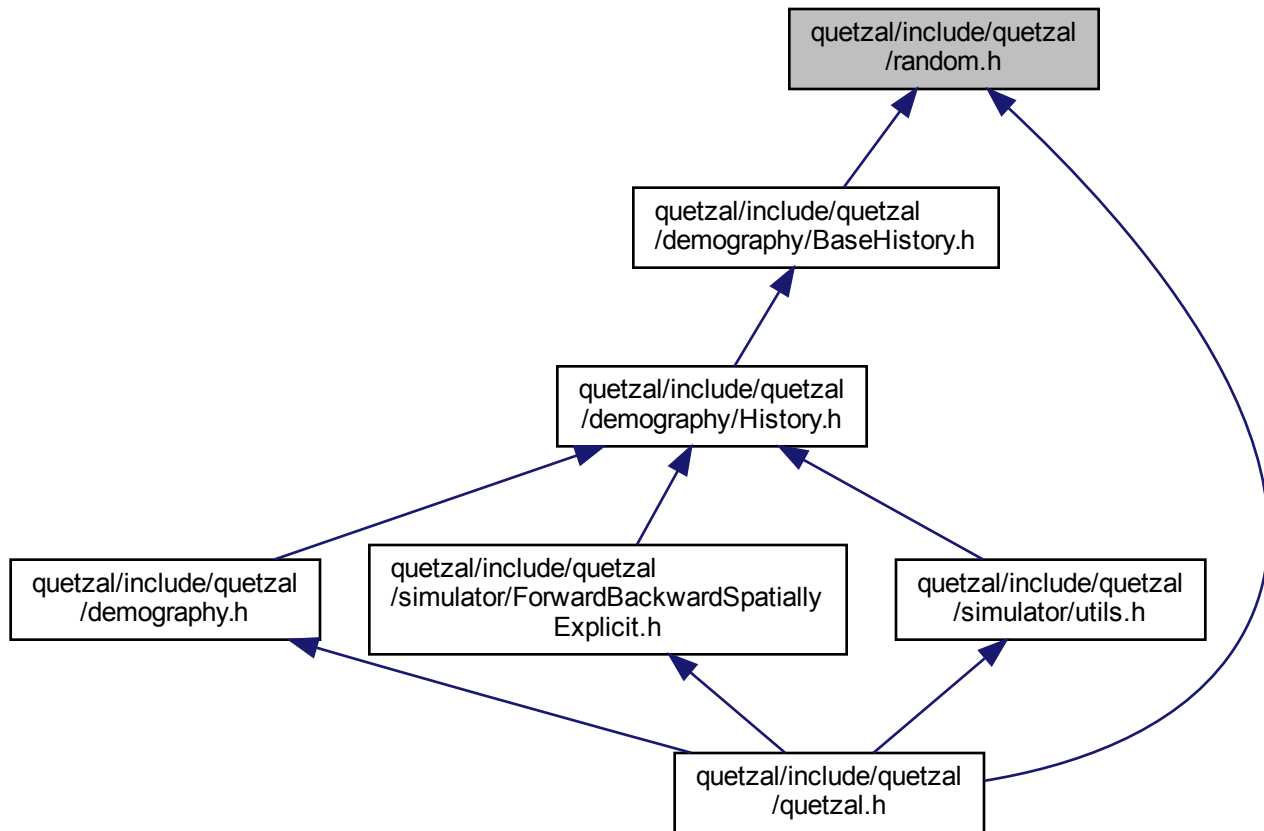 quetzal/include/quetzal
/random.h
quetzal/include/quetzal
/demography/BaseHistory.h
quetzal/include/quetzal
/demography/History.h
quetzal/include/quetzal
/demography.h
quetzal/include/quetzal
/simulator/ForwardBackwardSpatially
Explicit.h
quetzal/include/quetzal
/simulator/utils.h
quetzal/include/quetzal
/quetzal.h